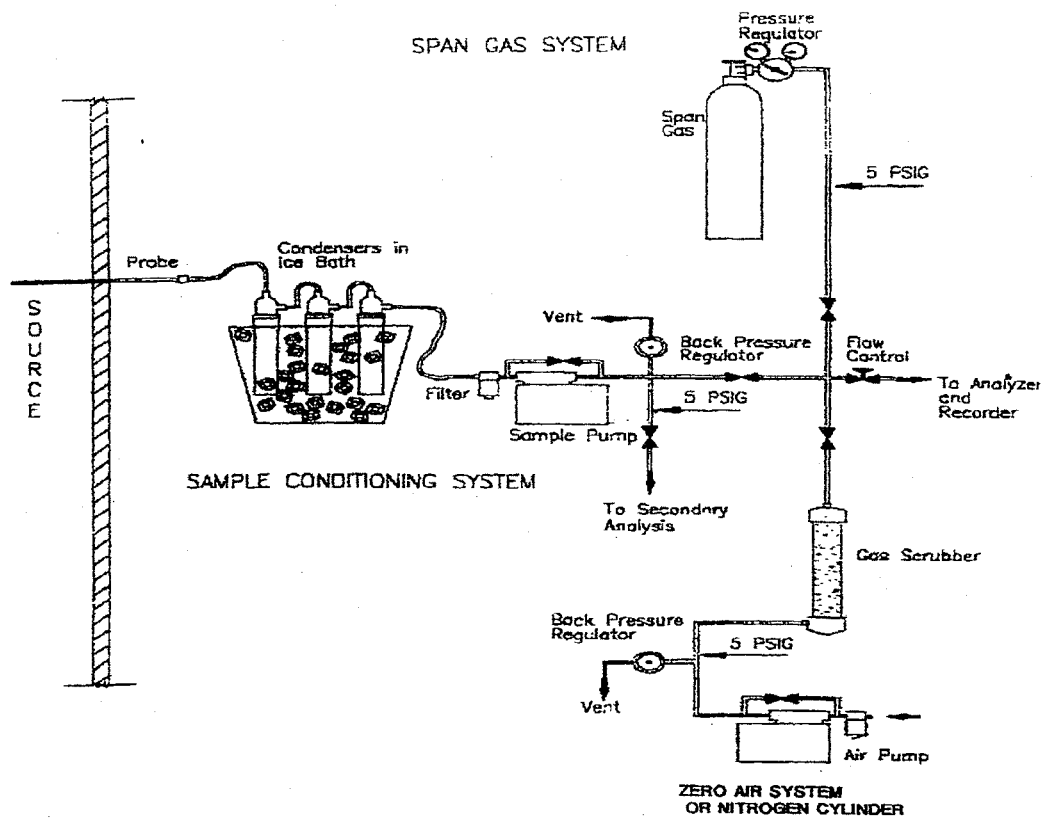 SPAN GAS SYSTEM
Pressure
Regulator
Span
Gas
5 PSIG
SOURCE
Probe
Condensers in
Ice Bath
Vent
Back Pressure
Regulator
Flow
Control
To Analyzer
and
Recorder
Filter
Sample Pump
5 PSIG
SAMPLE CONDITIONING SYSTEM
To Secondary
Analysis
Gas Scrubber
Back Pressure
Regulator
5 PSIG
Vent
Air Pump
ZERO AIR SYSTEM
OR NITROGEN CYLINDER